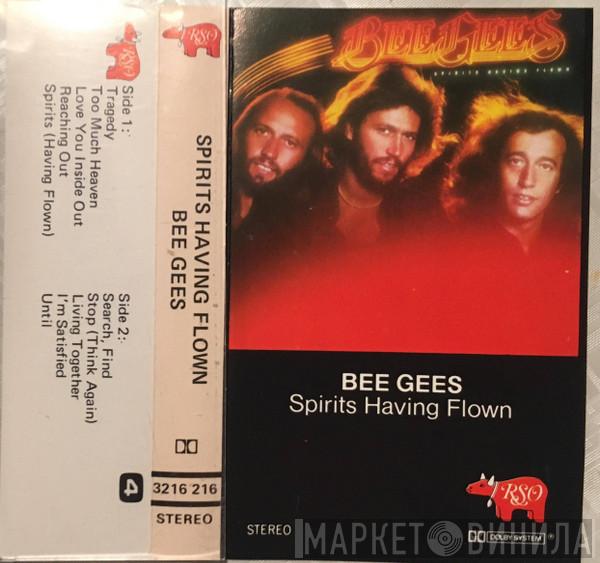 RSO
Side 1:
Tragedy
Too Much Heaven
Love You Inside Out
Reaching Out
Spirits (Having Flown)
Side 2:
Search, Find
Stop (Think Again)
Living Together
I'm Satisfied
Until
4
RSO
SPIRITS HAVING FLOWN
BEE GEES
3216 216
STEREO
BEE GEES
SPIRITS HAVING FLOWN
BEE GEES
Spirits Having Flown
RSO
STEREO
DOLBY SYSTEM ®
МАРКЕТ ВИНИЛА